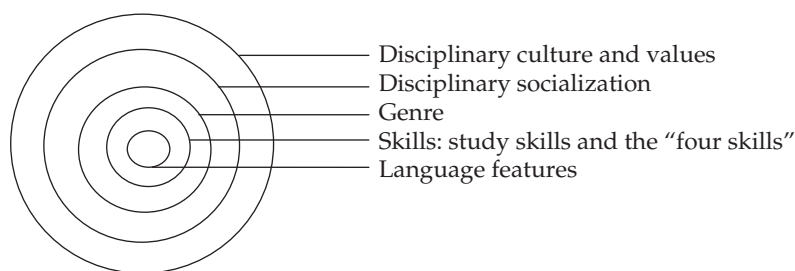 Disciplinary culture and values
Disciplinary socialization
Genre
Skills: study skills and the “four skills”
Language features